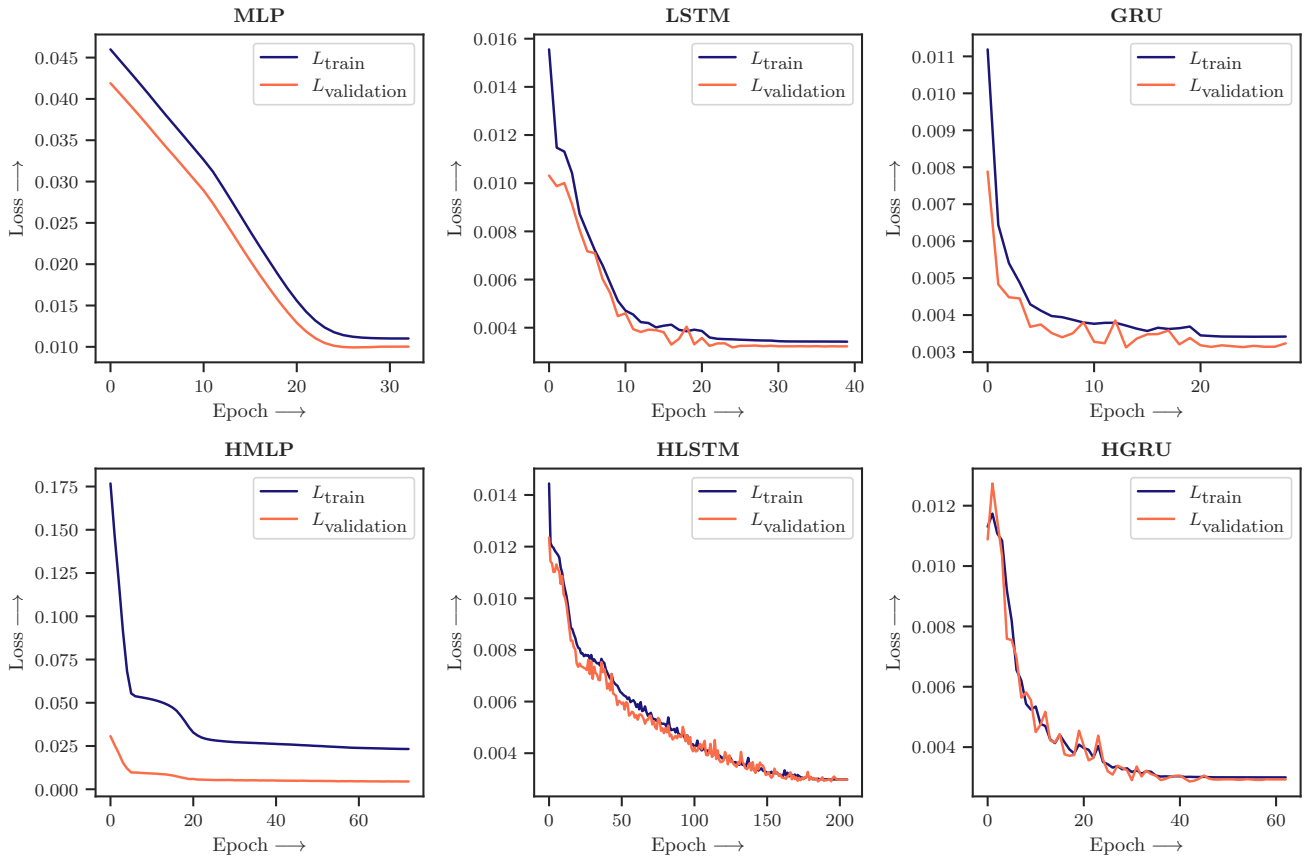 MLP
0.045
0.040
0.035
0.030
0.025
0.020
0.015
0.010
Loss ⟶
0
10
20
30
Epoch ⟶
L_train
L_validation
LSTM
0.016
0.014
0.012
0.010
0.008
0.006
0.004
Loss ⟶
0
10
20
30
40
Epoch ⟶
L_train
L_validation
GRU
0.011
0.010
0.009
0.008
0.007
0.006
0.005
0.004
0.003
Loss ⟶
0
10
20
Epoch ⟶
L_train
L_validation
HMLP
0.175
0.150
0.125
0.100
0.075
0.050
0.025
0.000
Loss ⟶
0
20
40
60
Epoch ⟶
L_train
L_validation
HLSTM
0.014
0.012
0.010
0.008
0.006
0.004
Loss ⟶
0
50
100
150
200
Epoch ⟶
L_train
L_validation
HGRU
0.012
0.010
0.008
0.006
0.004
Loss ⟶
0
20
40
60
Epoch ⟶
L_train
L_validation